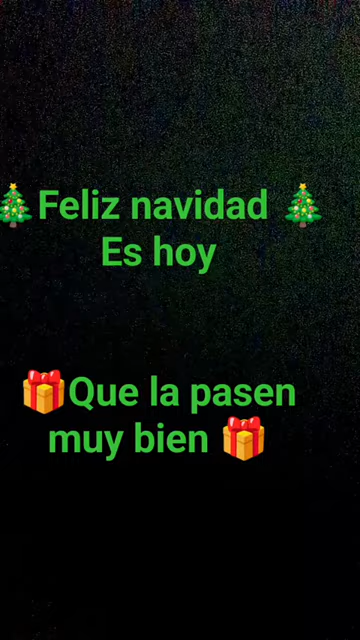 🎄Feliz navidad 🎄
Es hoy
🎁Que la pasen
muy bien 🎁